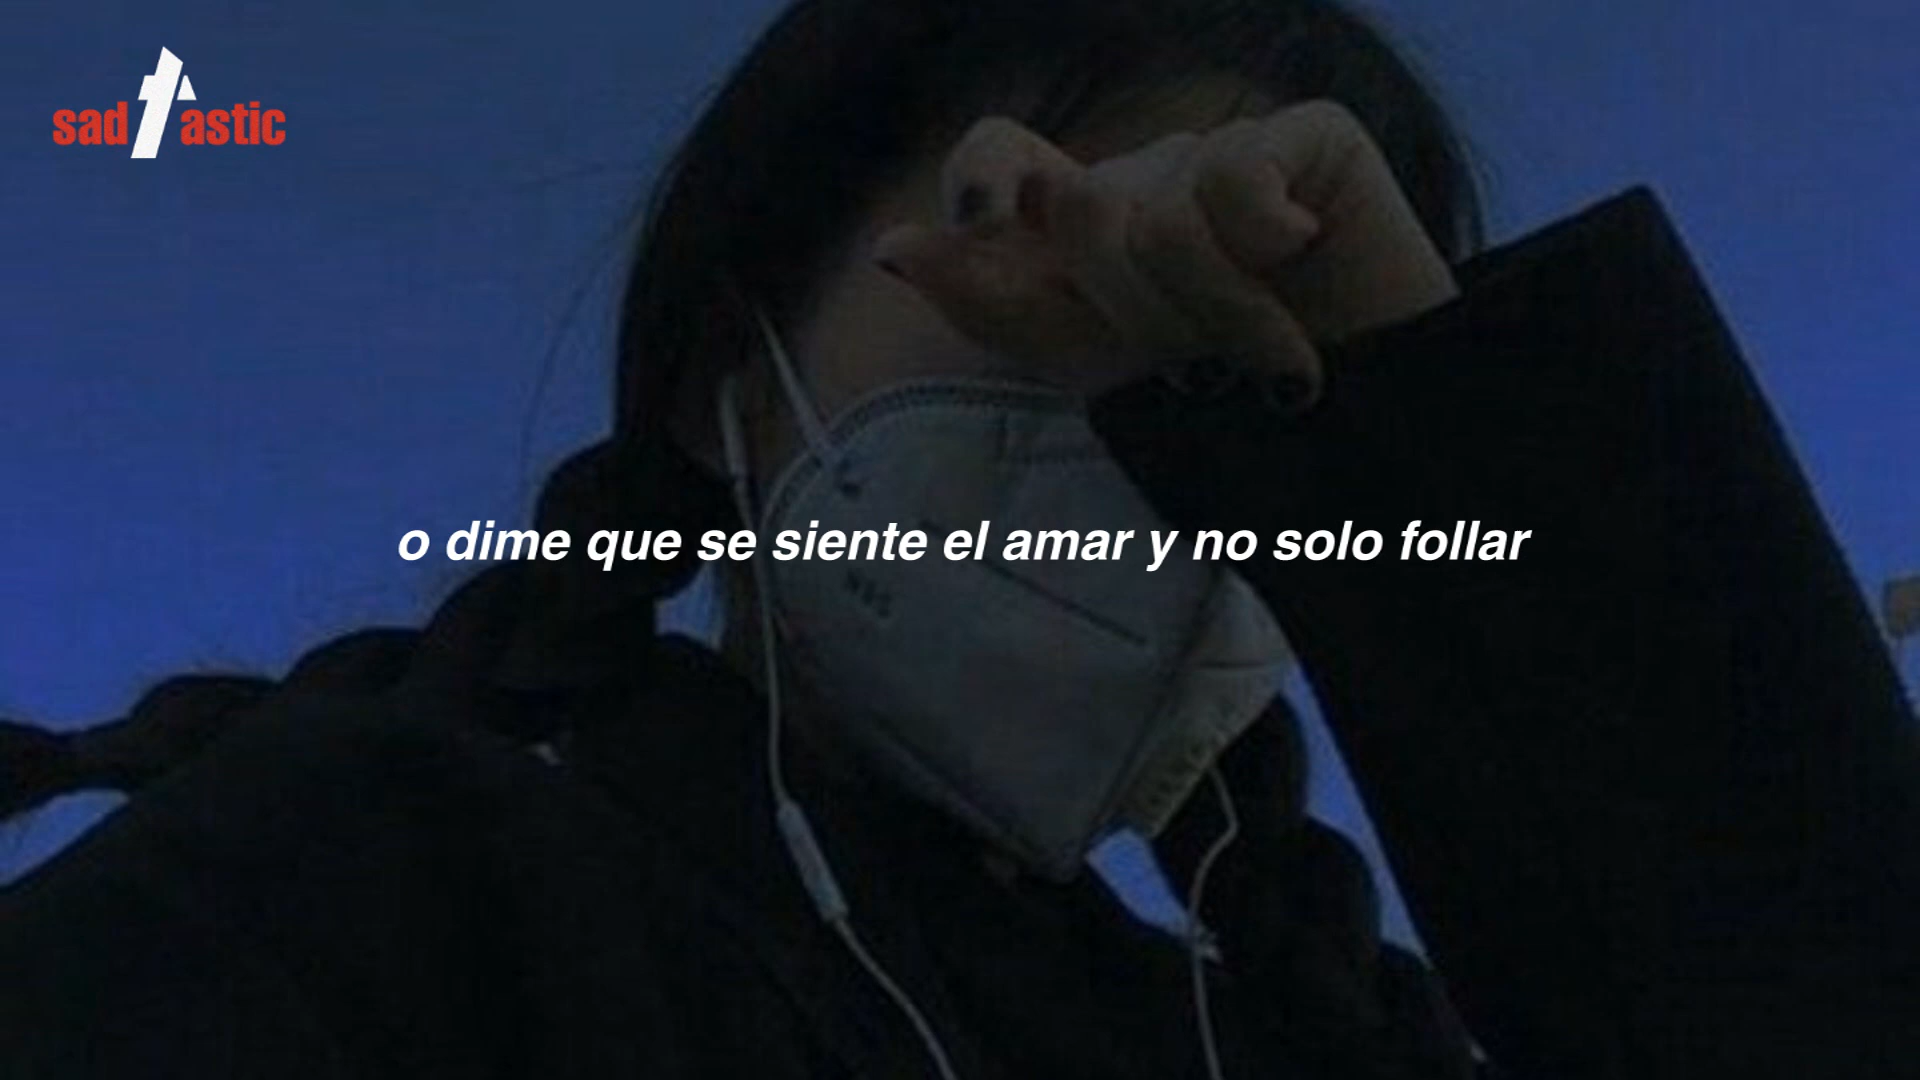 sadtastic
o dime que se siente el amar y no solo follar